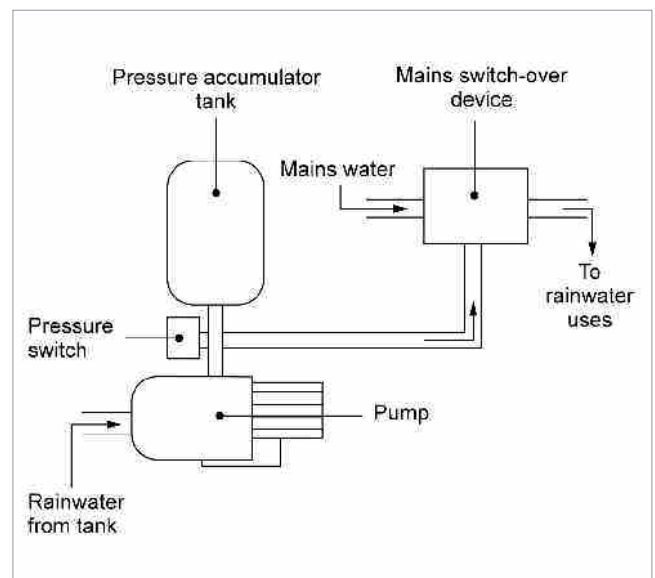 Pressure accumulator
tank
Mains switch-over
device
Mains water
To
rainwater
uses
Pressure
switch
Pump
Rainwater
from tank